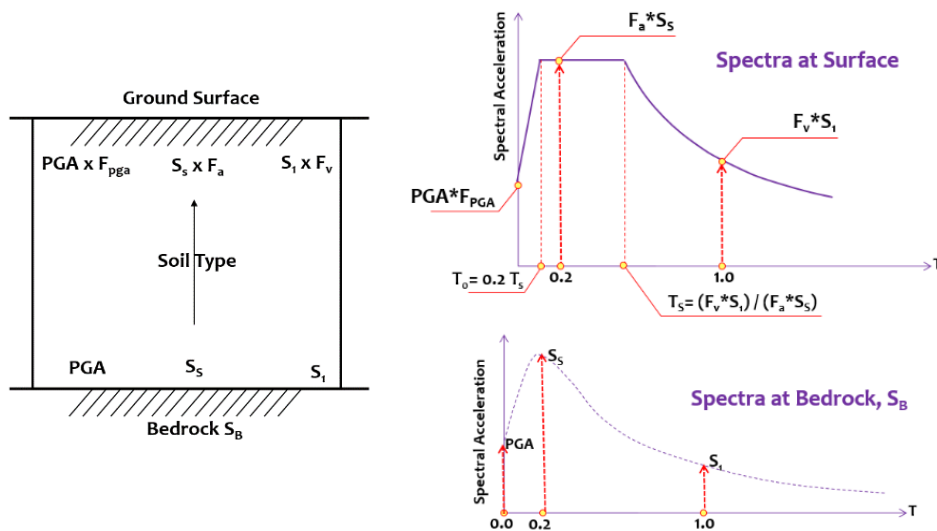 Ground Surface
PGA x Fpga
Ss x Fa
S1 x Fv
Soil Type
PGA
Ss
S1
Bedrock SB
Spectral Acceleration
Fa*SS
Spectra at Surface
Fv*S1
PGA*FPGA
T
To= 0.2 Ts
0.2
1.0
TS= (Fv*S1) / (Fa*SS)
Spectral Acceleration
SS
Spectra at Bedrock, SB
PGA
S1
T
0.0
0.2
1.0